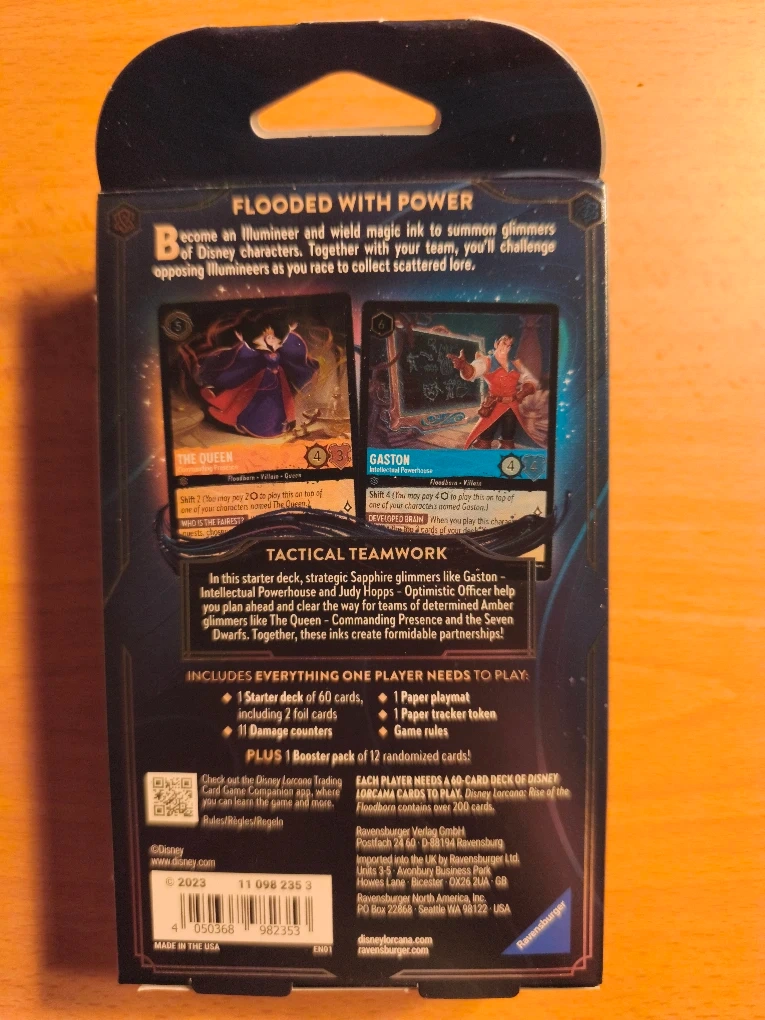 FLOODED WITH POWER
Become an Illumineer and wield magic ink to summon glimmers
of Disney characters. Together with your team, you'll challenge
opposing Illumineers as you race to collect scattered lore.
5
6
THE QUEEN
Commanding Presence
4
3
Floodborn • Villain • Queen
Shift 2 (You may pay 2 to play this on top
of one of your characters named The Queen.)
WHO IS THE FAIREST?
GASTON
Intellectual Powerhouse
4
Floodborn • Villain
Shift 4 (You may pay 4 to play this on top of
one of your characters named Gaston.)
DEVELOPED BRAIN When you play this
top 3 cards of your
TACTICAL TEAMWORK
In this starter deck, strategic Sapphire glimmers like Gaston –
Intellectual Powerhouse and Judy Hopps – Optimistic Officer help
you plan ahead and clear the way for teams of determined Amber
glimmers like The Queen – Commanding Presence and the Seven
Dwarfs. Together, these inks create formidable partnerships!
INCLUDES EVERYTHING ONE PLAYER NEEDS TO PLAY:
1 Starter deck of 60 cards,
including 2 foil cards
11 Damage counters
1 Paper playmat
1 Paper tracker token
Game rules
PLUS 1 Booster pack of 12 randomized cards!
Check out the Disney Lorcana Trading
Card Game Companion app, where
you can learn the game and more.
Rules/Règles/Regeln
©Disney
www.disney.com
© 2023 11 098 235 3
4 050368 982353
MADE IN THE USA
EN01
EACH PLAYER NEEDS A 60-CARD DECK OF DISNEY
LORCANA CARDS TO PLAY. Disney Lorcana: Rise of the
Floodborn contains over 200 cards.
Ravensburger Verlag GmbH
Postfach 24 60 · D-88194 Ravensburg
Imported into the UK by Ravensburger Ltd.
Units 3-5 · Avonbury Business Park
Howes Lane · Bicester · OX26 2UA · GB
Ravensburger North America, Inc.
PO Box 22868 · Seattle WA 98122 · USA
disneylorcana.com
ravensburger.com
Ravensburger